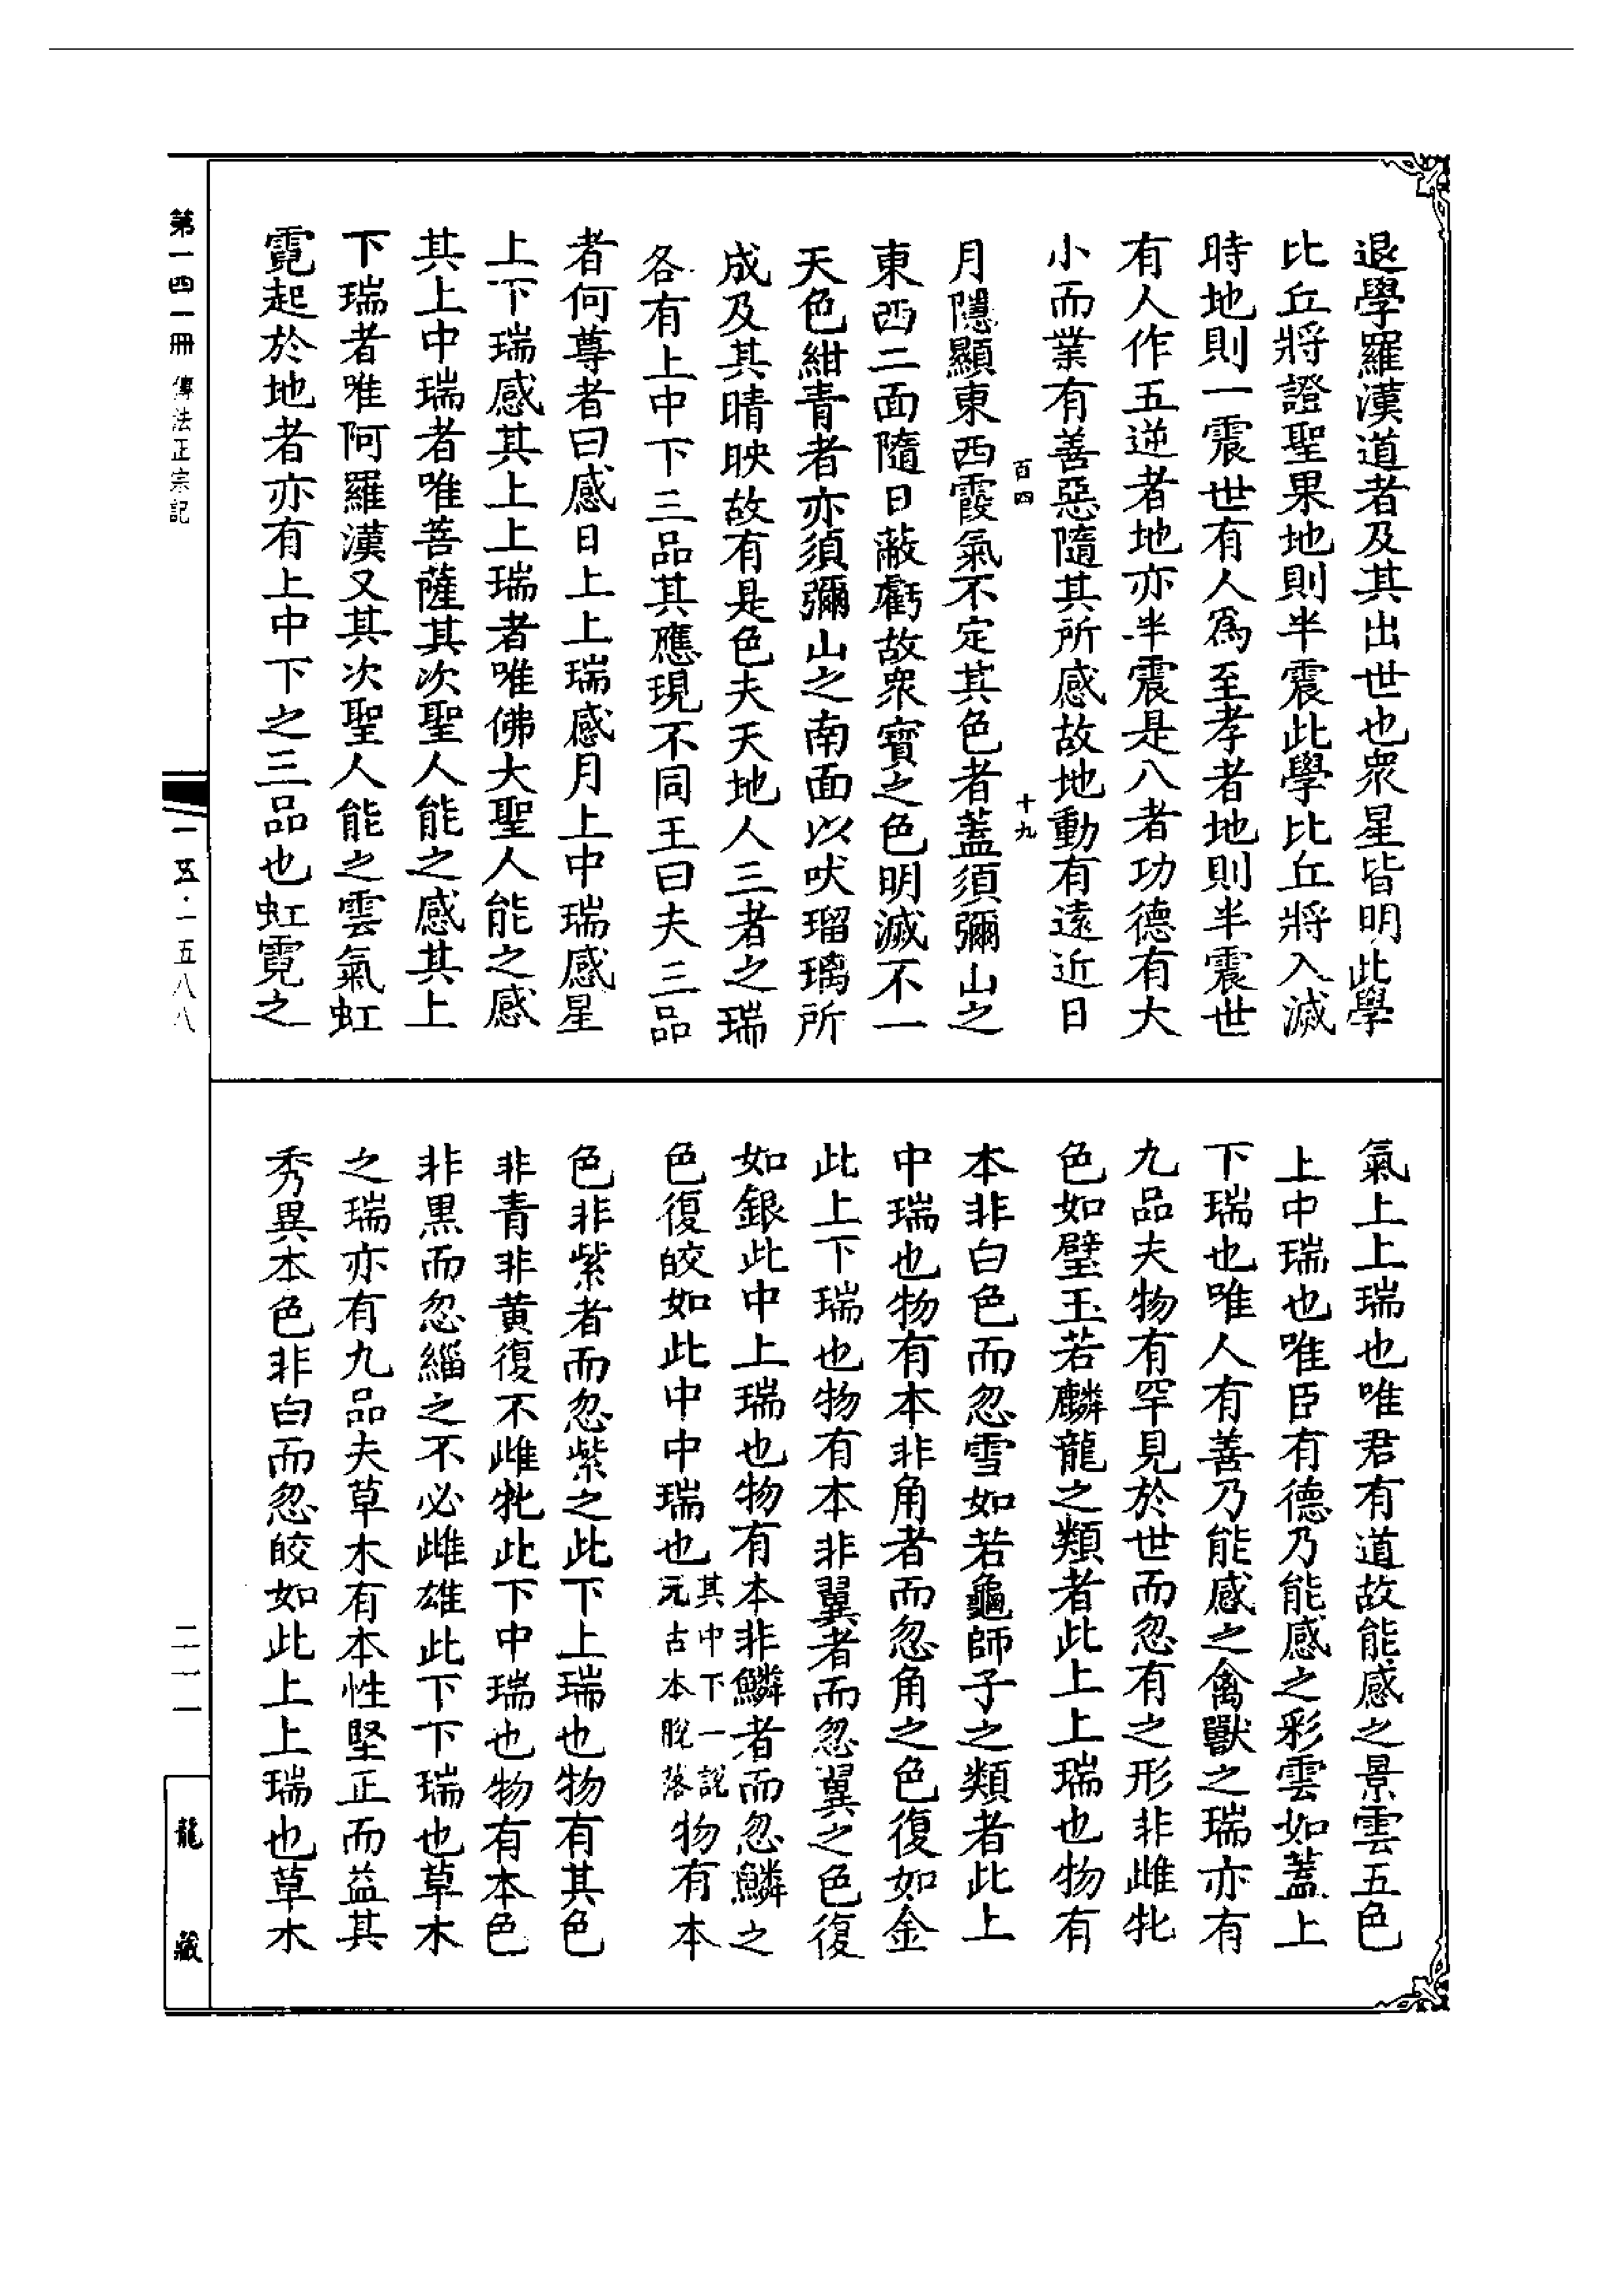 退學羅漢道者及其出世也衆星皆明此學
比丘將證聖果地則半震此學比丘將入滅
時地則一震世有人爲至孝者地則半震世
有人作五逆者地亦半震是八者功德有大
小而業有善惡隨其所感故地動有遠近日
百四 十九
月隱顯東西霞氣不定其色者蓋須彌山之
東西二面隨日蔽虧故衆寶之色明滅不一
天色紺青者亦須彌山之南面以吠瑠璃所
成及其晴映故有是色夫天地人三者之瑞
各有上中下三品其應現不同王曰夫三品
者何尊者曰感日上上瑞感月上中瑞感星
上下瑞感其上上瑞者唯佛大聖人能之感
其上中瑞者唯菩薩其次聖人能之感其上
下瑞者唯阿羅漢又其次聖人能之雲氣虹
霓起於地者亦有上中下之三品也虹霓之
氣上上瑞也唯君有道故能感之景雲五色
上中瑞也唯臣有德乃能感之彩雲如蓋上
下瑞也唯人有善乃能感之禽獸之瑞亦有
九品夫物有罕見於世而忽有之形非雌牝
色如璧玉若麟龍之類者此上上瑞也物有
本非白色而忽雪如若龜師子之類者此上
中瑞也物有本非角者而忽角之色復如金
此上下瑞也物有本非翼者而忽翼之色復
如銀此中上瑞也物有本非鱗者而忽鱗之
色復皎如此中中瑞也其中下一說元古本脫落物有本
色非紫者而忽紫之此下上瑞也物有其色
非青非黃復不雌牝此下中瑞也物有本色
非黒而忽緇之不必雌雄此下下瑞也草木
之瑞亦有九品夫草木有本性堅正而益其
秀異本色非白而忽皎如此上上瑞也草木
第一四一冊 傳法正宗記
一五·一五八八
二一一
龍藏